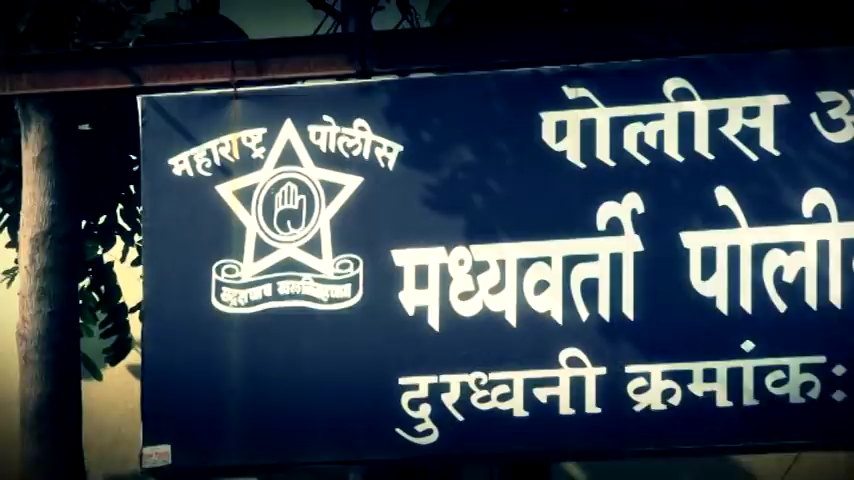 महाराष्ट्र पोलीस
पोलीस
मध्यवर्ती
दुरध्वनी क्रमांक: